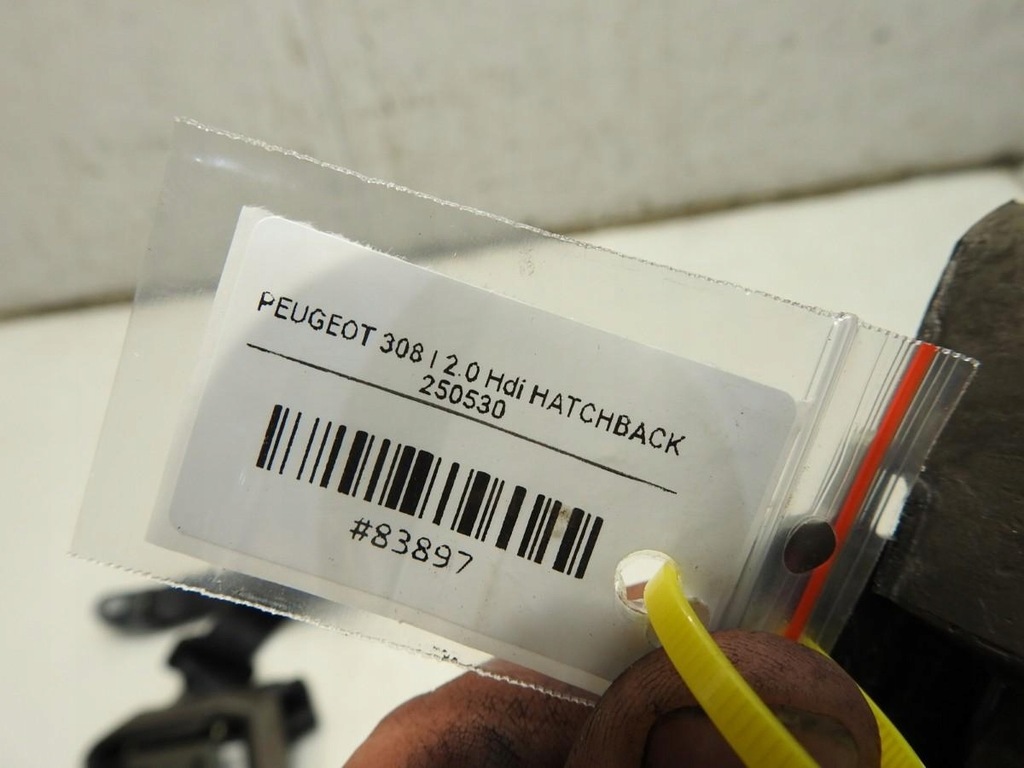 PEUGEOT 308 I 2.0 Hdi HATCHBACK
250530
#83897